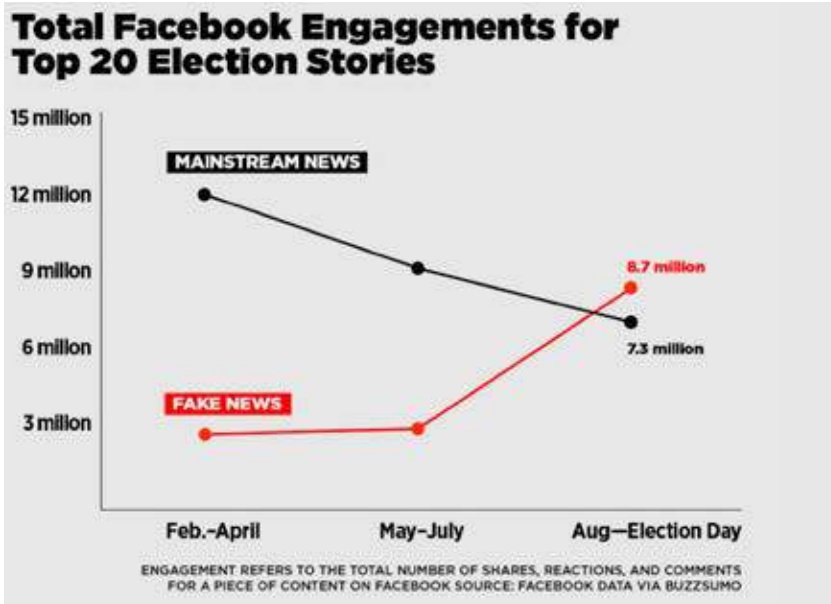 Total Facebook Engagements for
Top 20 Election Stories
15 million
MAINSTREAM NEWS
12 million
9 million
8.7 million
6 millon
7.3 million
FAKE NEWS
3 millon
Feb.–April
May–July
Aug—Election Day
ENGAGEMENT REFERS TO THE TOTAL NUMBER OF SHARES, REACTIONS, AND COMMENTS
FOR A PIECE OF CONTENT ON FACEBOOK SOURCE: FACEBOOK DATA VIA BUZZSUMO